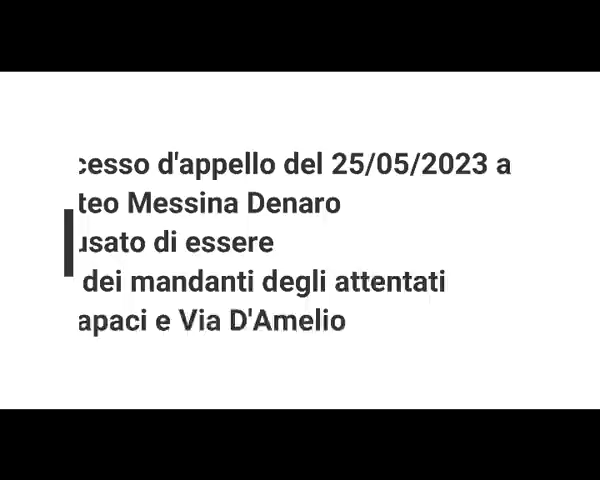 cesso d'appello del 25/05/2023 a
teo Messina Denaro
usato di essere
dei mandanti degli attentati
apaci e Via D'Amelio